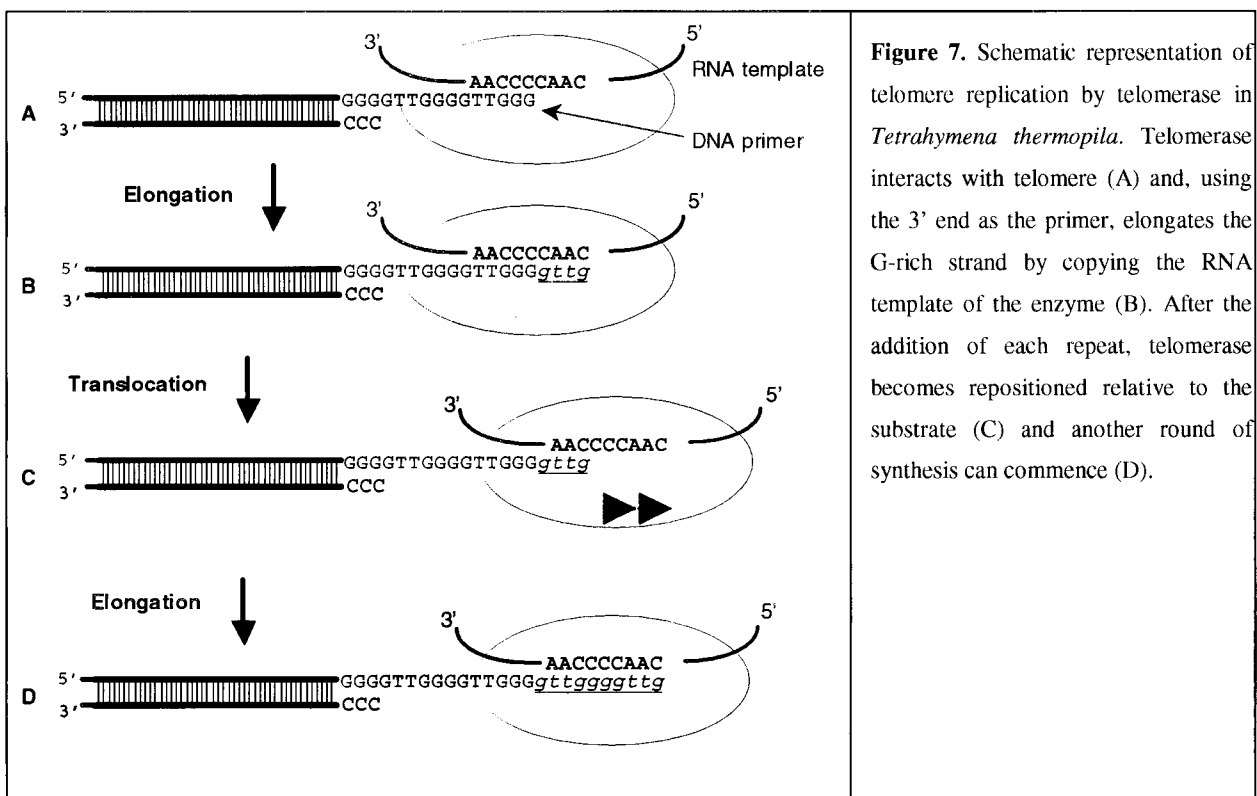 3' 5'
RNA template
AACCCCAAC
5' GGGGTTGGGGTTGGG
A
3' CCC
DNA primer
Elongation
3' 5'
AACCCCAAC
5' GGGGTTGGGGTTGGGgttg
B
3' CCC
Translocation
5'
3'
AACCCCAAC
5' GGGGTTGGGGTTGGGgttg
C
3' CCC
Elongation
3' 5'
AACCCCAAC
5' GGGGTTGGGGTTGGGgttggggttg
D
3' CCC
Figure 7. Schematic representation of
telomere replication by telomerase in
Tetrahymena thermopila. Telomerase
interacts with telomere (A) and, using
the 3' end as the primer, elongates the
G-rich strand by copying the RNA
template of the enzyme (B). After the
addition of each repeat, telomerase
becomes repositioned relative to the
substrate (C) and another round of
synthesis can commence (D).